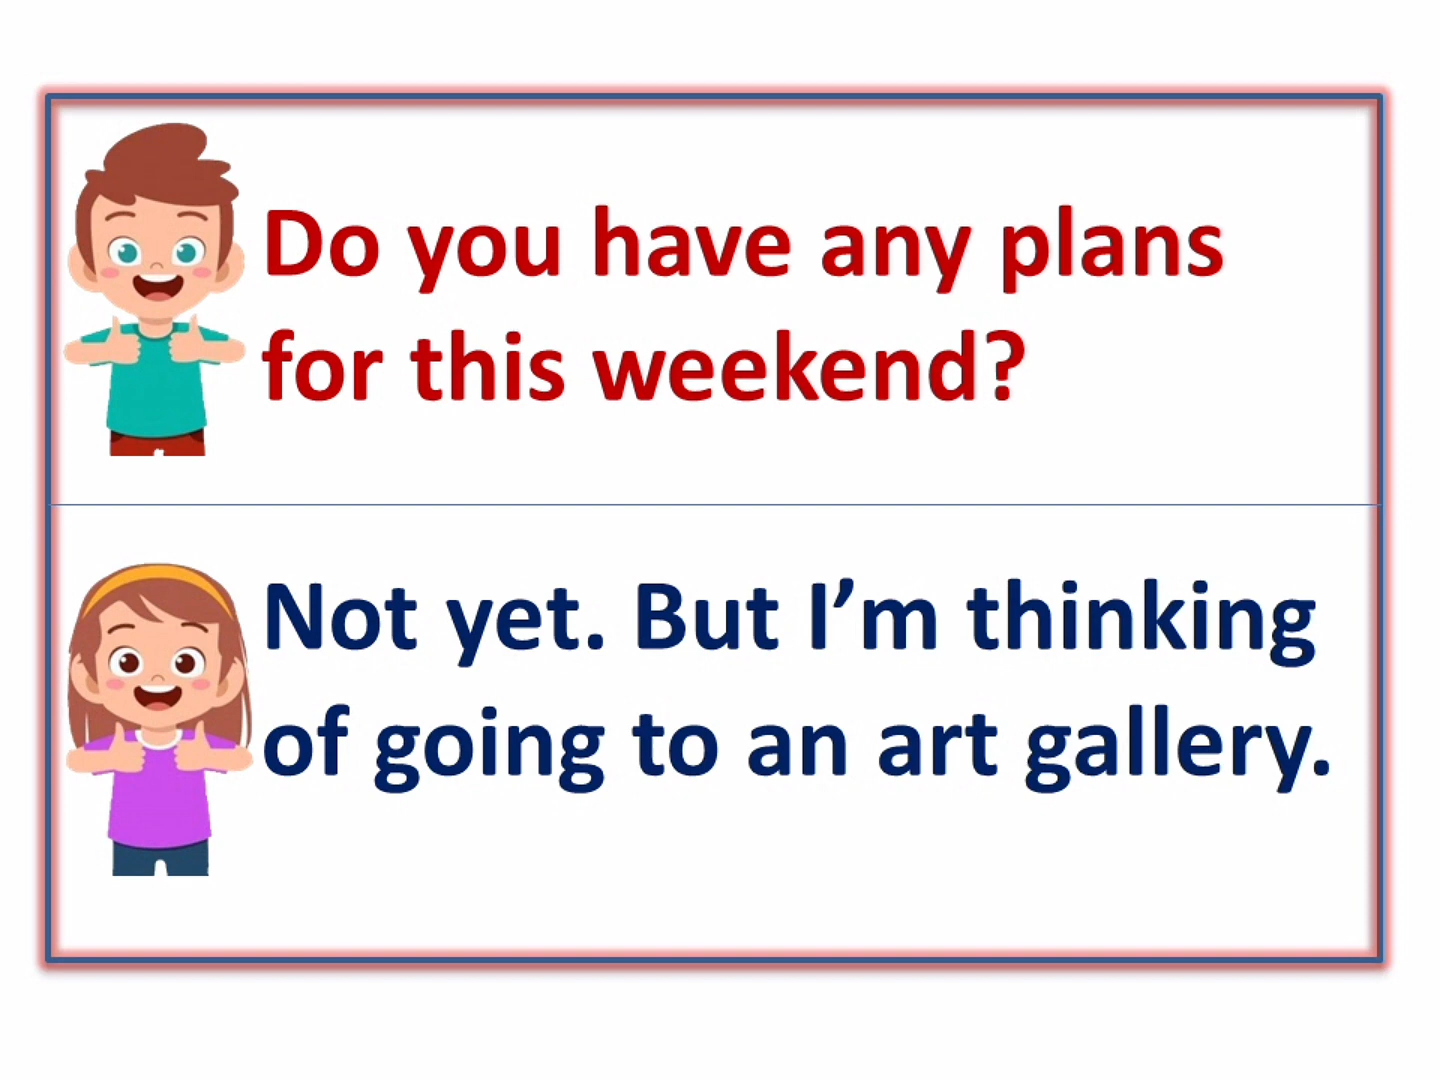 Do you have any plans
for this weekend?
Not yet. But I’m thinking
of going to an art gallery.